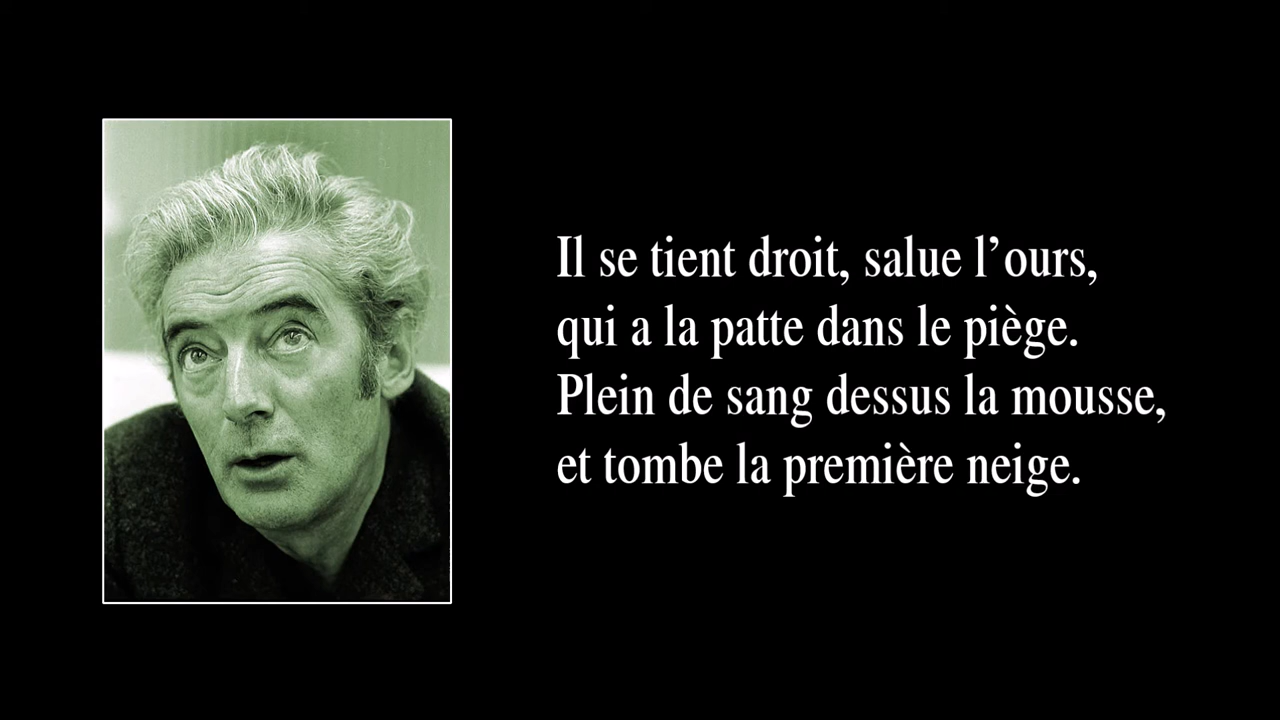 Il se tient droit, salue l’ours,
qui a la patte dans le piège.
Plein de sang dessus la mousse,
et tombe la première neige.